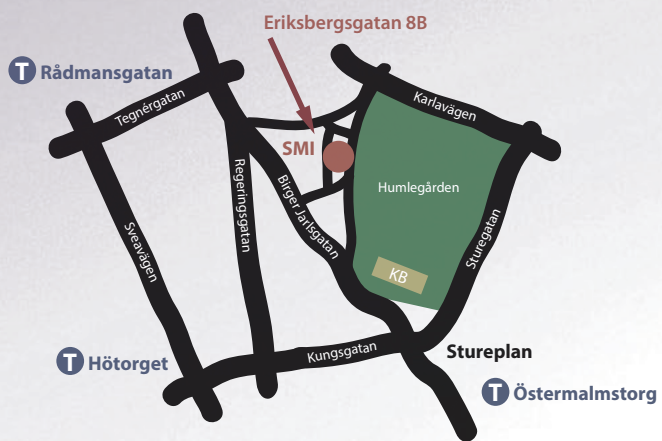 Eriksbergsgatan 8B
T Rådmansgatan
Tegnérgatan
Karlavägen
SMI
Humlegården
Regeringsgatan
Birger Jarlsgatan
Sveavägen
Sturegatan
KB
Kungsgatan
Stureplan
T Hötorget
T Östermalmstorg